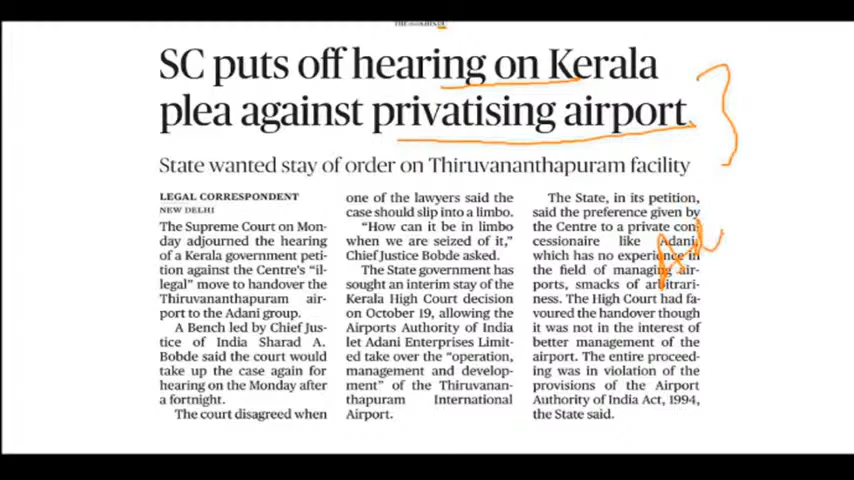 SC puts off hearing on Kerala
plea against privatising airport
State wanted stay of order on Thiruvananthapuram facility
LEGAL CORRESPONDENT
NEW DELHI
The Supreme Court on Mon-
day adjourned the hearing
of a Kerala government peti-
tion against the Centre's "il-
legal" move to handover the
Thiruvananthapuram air-
port to the Adani group.
A Bench led by Chief Jus-
tice of India Sharad A.
Bobde said the court would
take up the case again for
hearing on the Monday after
a fortnight.
The court disagreed when
one of the lawyers said the
case should slip into a limbo.
"How can it be in limbo
when we are seized of it,"
Chief Justice Bobde asked.
The State government has
sought an interim stay of the
Kerala High Court decision
on October 19, allowing the
Airports Authority of India
let Adani Enterprises Limit-
ed take over the "operation,
management and develop-
ment" of the Thiruvanan-
thapuram International
Airport.
The State, in its petition,
said the preference given by
the Centre to a private con-
cessionaire like Adani,
which has no experience in
the field of managing air-
ports, smacks of arbitrari-
ness. The High Court had fa-
voured the handover though
it was not in the interest of
better management of the
airport. The entire proceed-
ing was in violation of the
provisions of the Airport
Authority of India Act, 1994,
the State said.